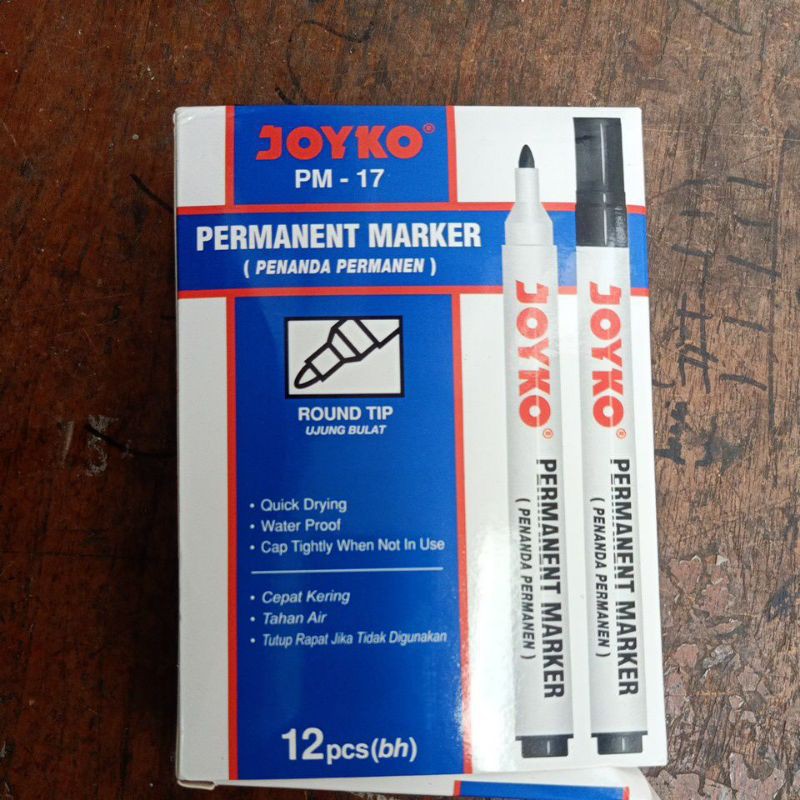 JOYKO®
PM - 17
PERMANENT MARKER
( PENANDA PERMANEN )
ROUND TIP
UJUNG BULAT
• Quick Drying
• Water Proof
• Cap Tightly When Not In Use
• Cepat Kering
• Tahan Air
• Tutup Rapat Jika Tidak Digunakan
12pcs(bh)
JOYKO®
PERMANENT MARKER
( PENANDA PERMANEN )
JOYKO®
PERMANENT MARKER
( PENANDA PERMANEN )